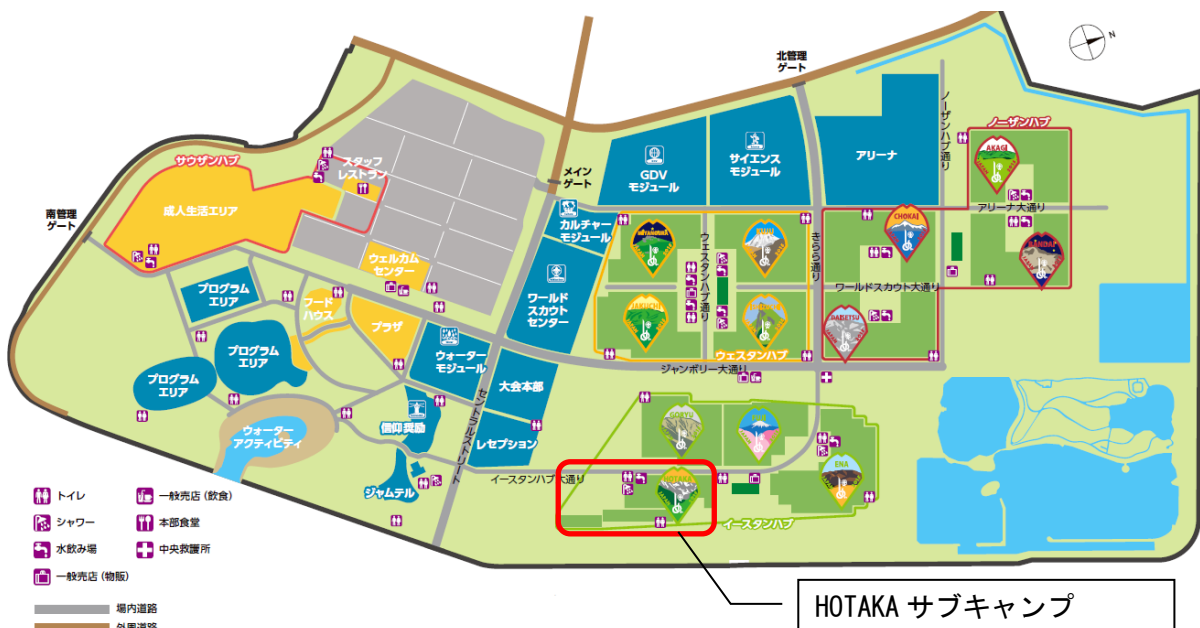 N
北管理
ゲート
ノーザンハブ通り
ノーザンハブ
サウザンハブ
スタッフ
レストラン
メイン
ゲート
GDV
モジュール
サイエンス
モジュール
アリーナ
AKAGI
南管理
ゲート
成人生活エリア
カルチャー
モジュール
アリーナ大通り
CHOKAI
BANDAI
ウェスタンハブ通り
きらら通り
ウェルカム
センター
ワールド
スカウト
センター
ワールドスカウト大通り
プログラム
エリア
フード
ハウス
プラザ
DAISETSU
プログラム
エリア
ウォーター
モジュール
ウェスタンハブ
ジャンボリー大通り
プログラム
エリア
大会本部
セントラルストリート
信仰奨励
GORYU
ウォーター
アクティビティ
レセプション
ENA
イースタンハブ大通り
HOTAKA
ジャムテル
イースタンハブ
トイレ
一般売店(飲食)
シャワー
本部食堂
水飲み場
中央救護所
一般売店(物販)
場内道路
外周道路
HOTAKA サブキャンプ